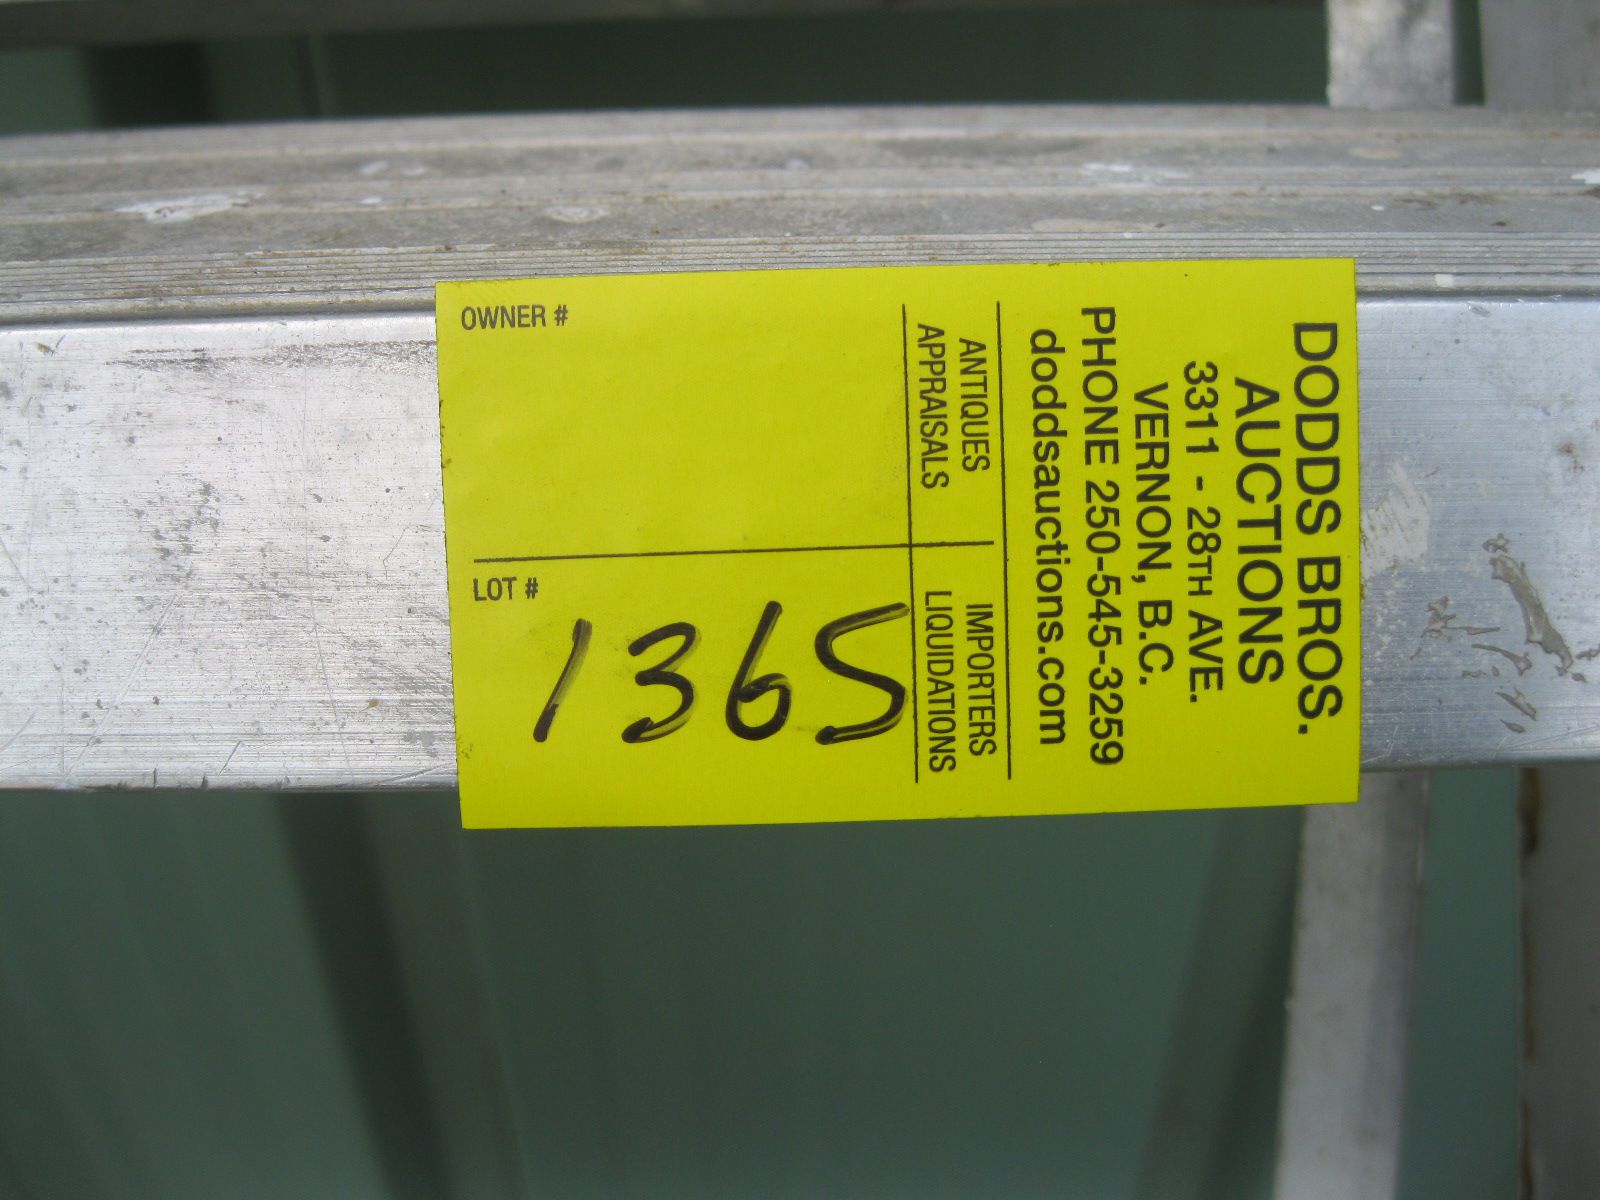 DODDS BROS.
AUCTIONS
3311 - 28TH AVE.
VERNON, B.C.
PHONE 250-545-3259
doddsauctions.com
ANTIQUES IMPORTERS
APPRAISALS LIQUIDATIONS
OWNER #
LOT #
1365